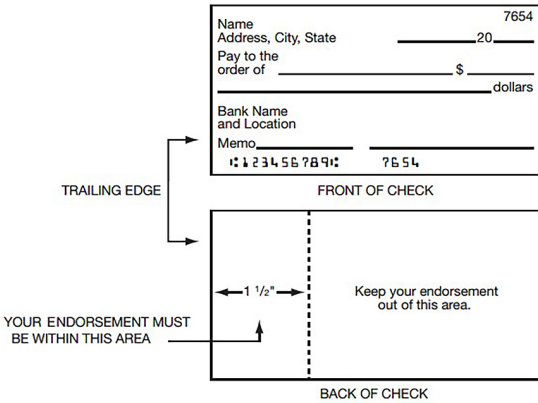 7654
Name
Address, City, State
20
Pay to the
order of $
dollars
Bank Name
and Location
Memo
⑆123456789⑆ 7654
TRAILING EDGE
FRONT OF CHECK
1 1/2"
Keep your endorsement
out of this area.
YOUR ENDORSEMENT MUST
BE WITHIN THIS AREA
BACK OF CHECK